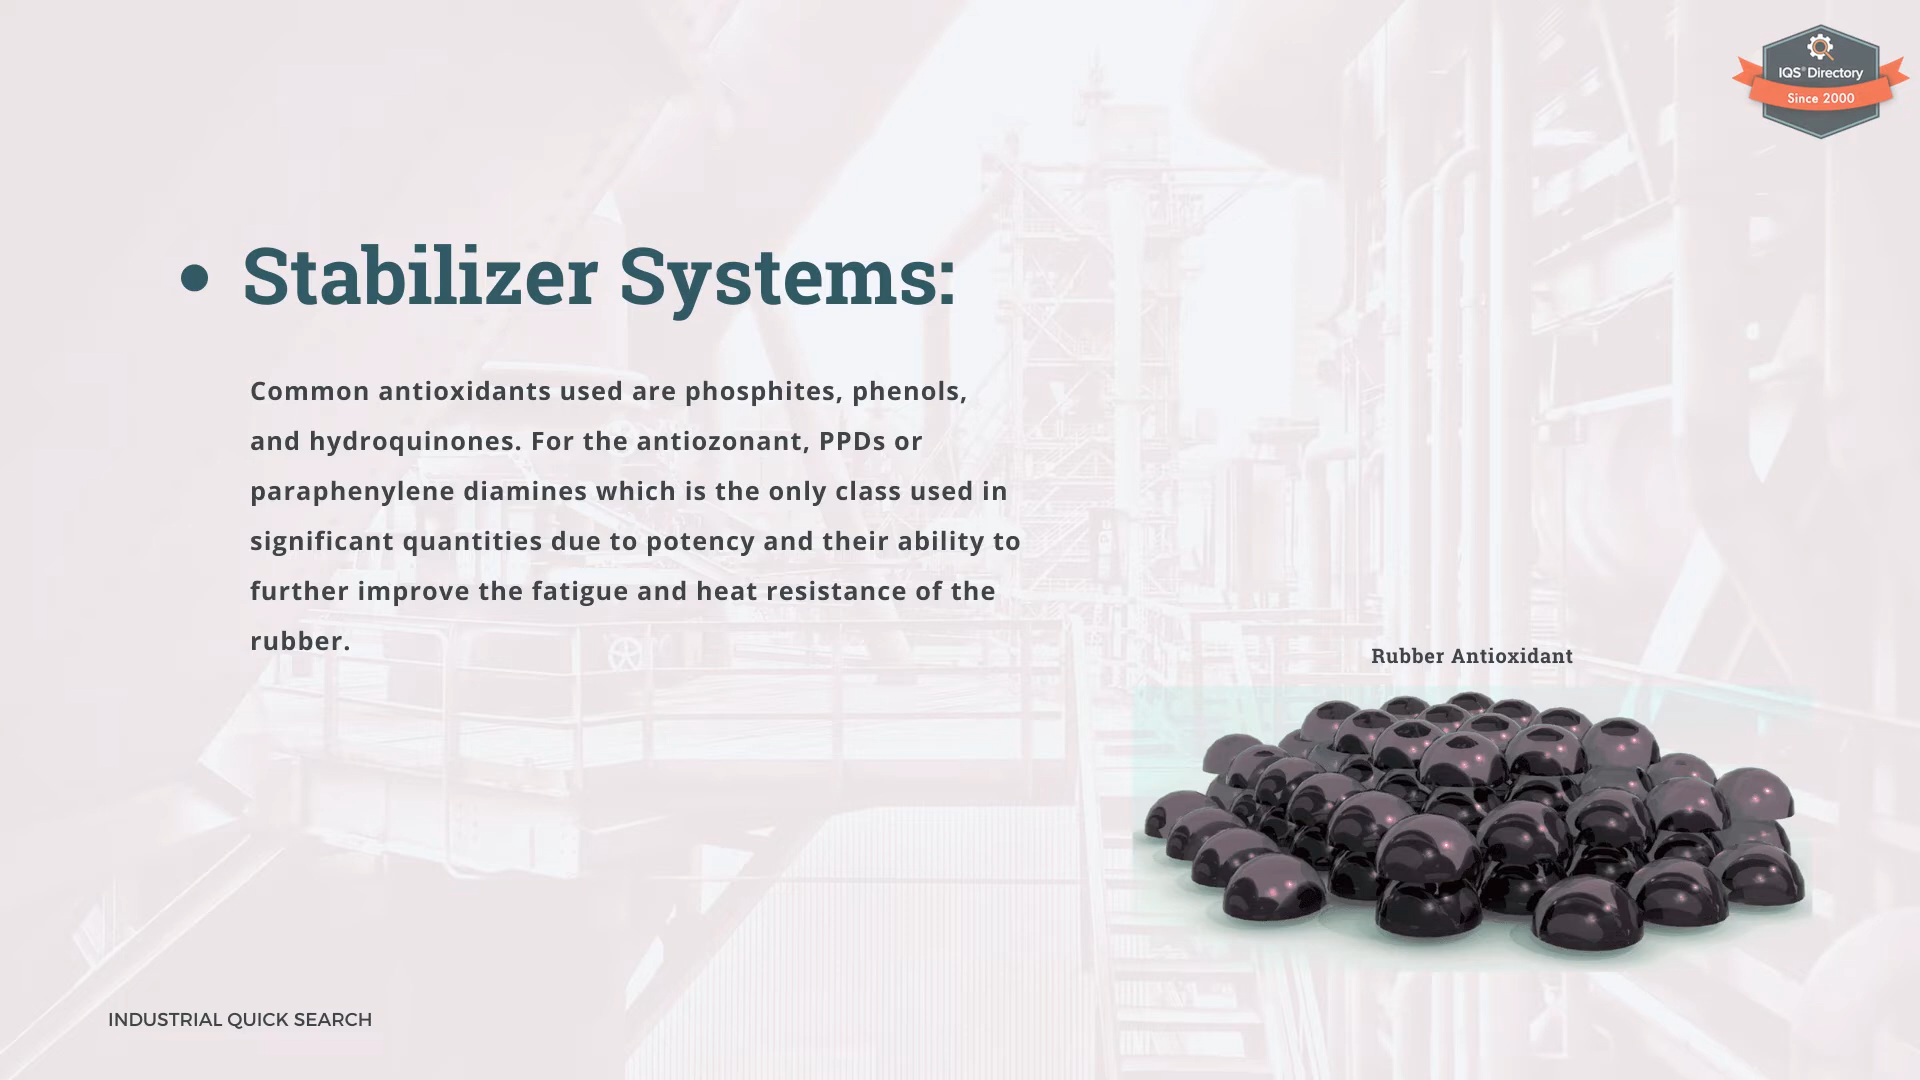 IQS® Directory
Since 2000
• Stabilizer Systems:
Common antioxidants used are phosphites, phenols,
and hydroquinones. For the antiozonant, PPDs or
paraphenylene diamines which is the only class used in
significant quantities due to potency and their ability to
further improve the fatigue and heat resistance of the
rubber.
Rubber Antioxidant
INDUSTRIAL QUICK SEARCH